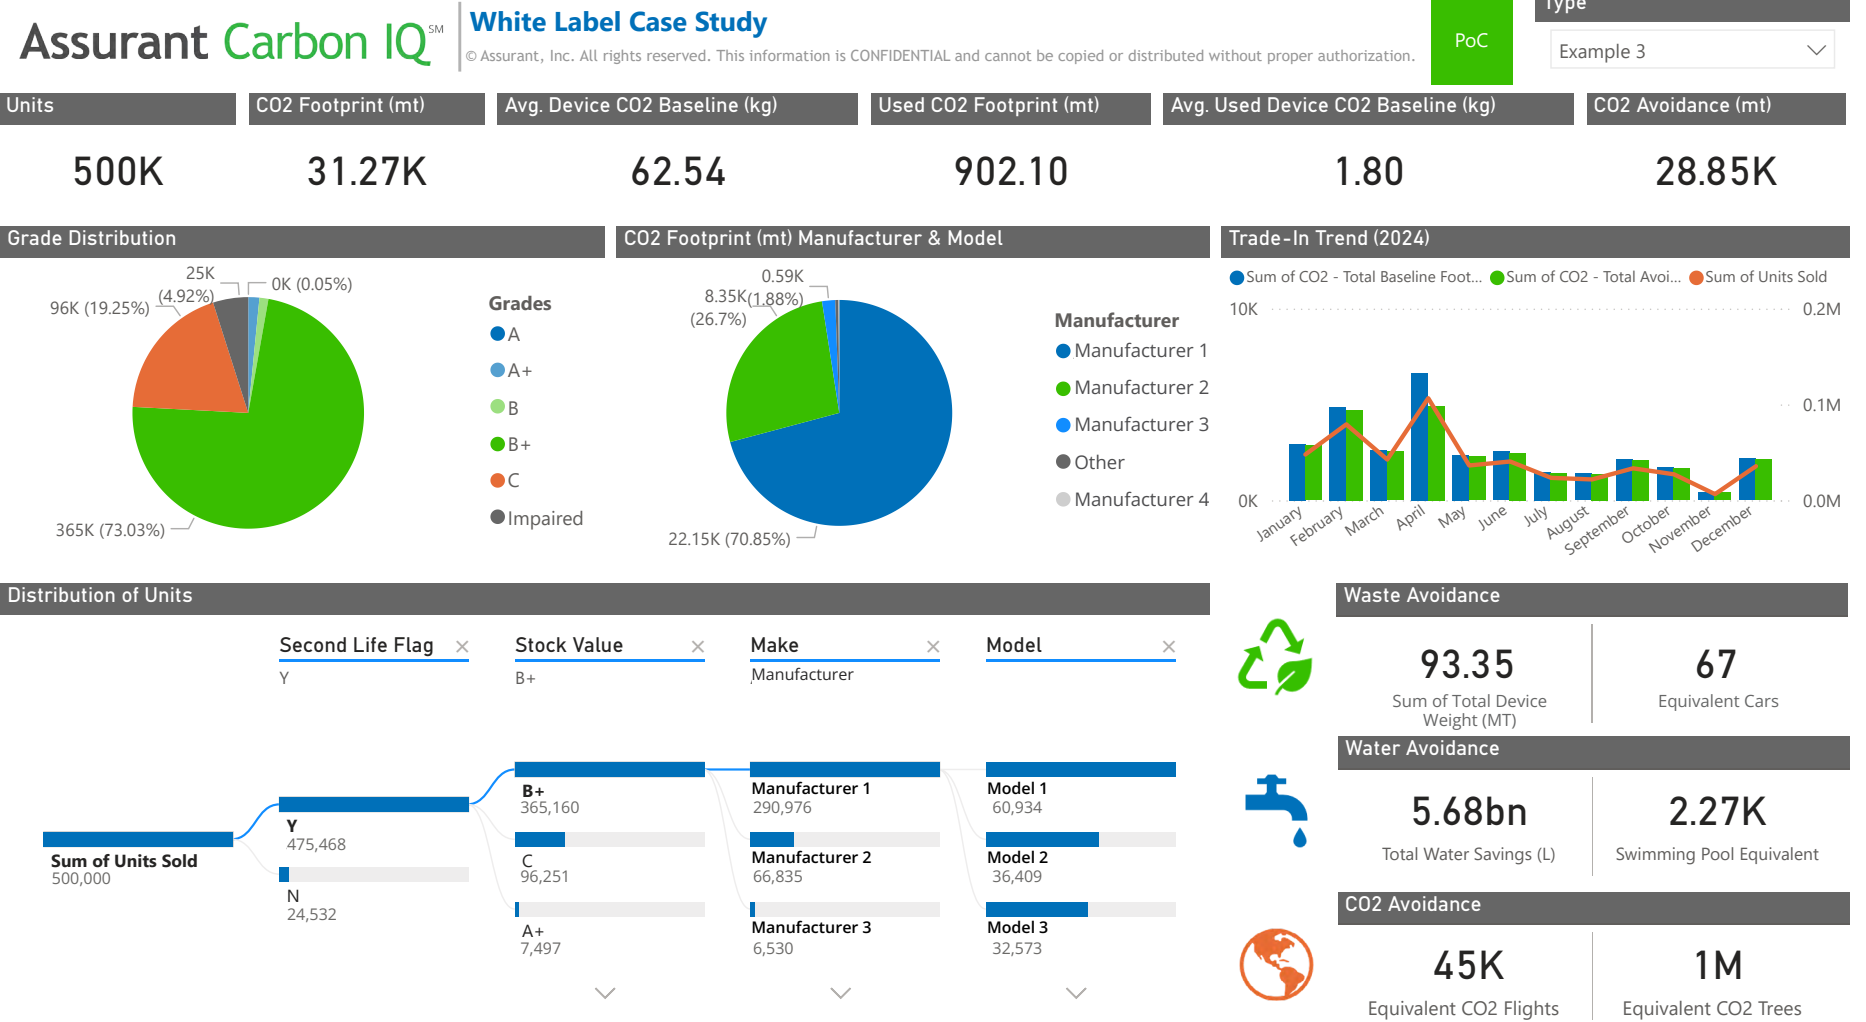 Assurant Carbon IQ℠
White Label Case Study
© Assurant, Inc. All rights reserved. This information is CONFIDENTIAL and cannot be copied or distributed without proper authorization.
PoC
Type
Example 3
Units
CO2 Footprint (mt)
Avg. Device CO2 Baseline (kg)
Used CO2 Footprint (mt)
Avg. Used Device CO2 Baseline (kg)
CO2 Avoidance (mt)
500K
31.27K
62.54
902.10
1.80
28.85K
Grade Distribution
25K
(4.92%)
0K (0.05%)
96K (19.25%)
365K (73.03%)
Grades
A
A+
B
B+
C
Impaired
CO2 Footprint (mt) Manufacturer & Model
0.59K
(1.88%)
8.35K
(26.7%)
22.15K (70.85%)
Manufacturer
Manufacturer 1
Manufacturer 2
Manufacturer 3
Other
Manufacturer 4
Trade-In Trend (2024)
Sum of CO2 - Total Baseline Foot...
Sum of CO2 - Total Avoi...
Sum of Units Sold
10K
0K
0.2M
0.1M
0.0M
January
February
March
April
May
June
July
August
September
October
November
December
Distribution of Units
Second Life Flag
Y
Stock Value
B+
Make
Manufacturer
Model
Sum of Units Sold
500,000
Y
475,468
N
24,532
B+
365,160
C
96,251
A+
7,497
Manufacturer 1
290,976
Manufacturer 2
66,835
Manufacturer 3
6,530
Model 1
60,934
Model 2
36,409
Model 3
32,573
Waste Avoidance
93.35
Sum of Total Device
Weight (MT)
67
Equivalent Cars
Water Avoidance
5.68bn
Total Water Savings (L)
2.27K
Swimming Pool Equivalent
CO2 Avoidance
45K
Equivalent CO2 Flights
1M
Equivalent CO2 Trees